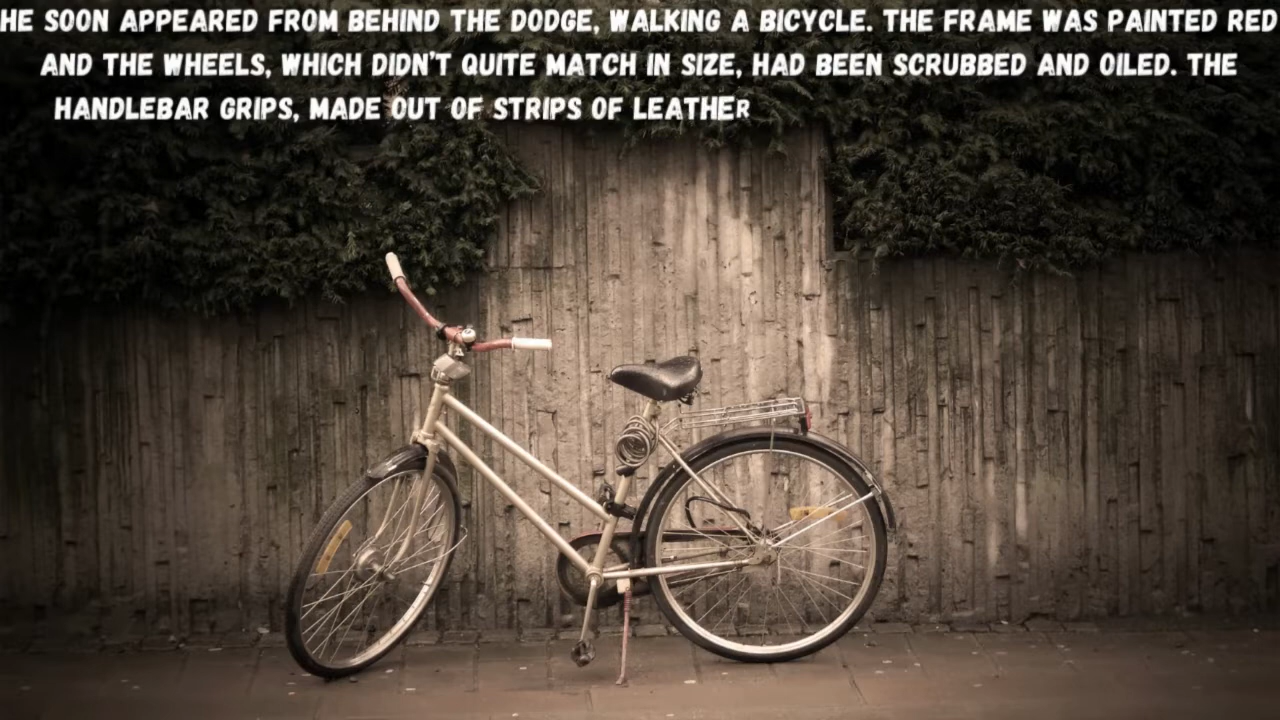 HE SOON APPEARED FROM BEHIND THE DODGE, WALKING A BICYCLE. THE FRAME WAS PAINTED RED
AND THE WHEELS, WHICH DIDN'T QUITE MATCH IN SIZE, HAD BEEN SCRUBBED AND OILED. THE
HANDLEBAR GRIPS, MADE OUT OF STRIPS OF LEATHER